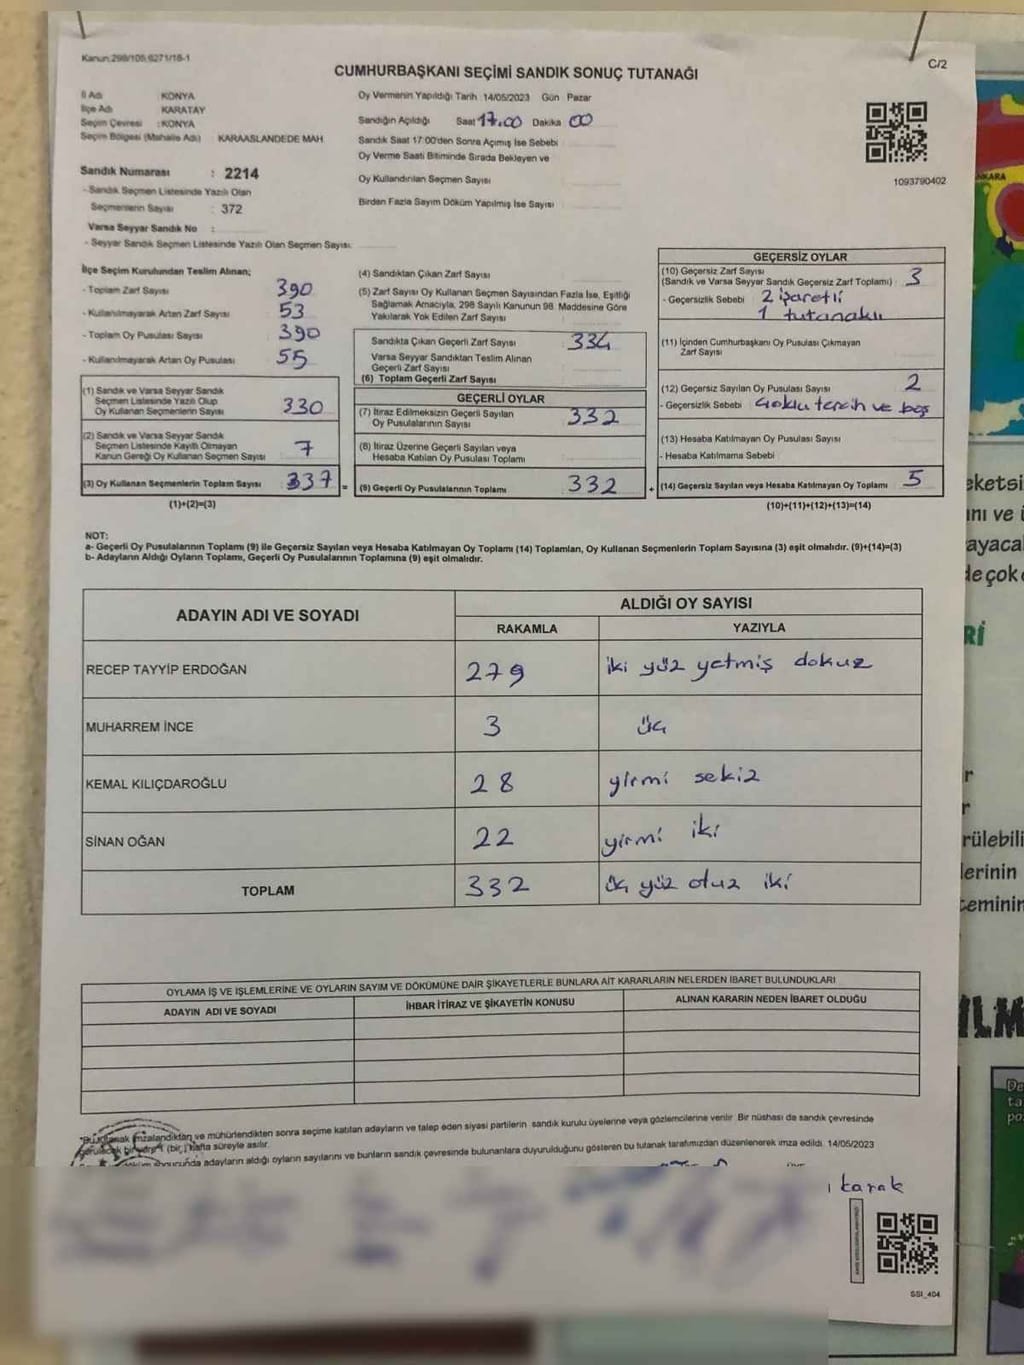 Kanun:298/105,6271/18-1
C/2
CUMHURBAŞKANI SEÇİMİ SANDIK SONUÇ TUTANAĞI
İl Adı : KONYA
İlçe Adı : KARATAY
Seçim Çevresi : KONYA
Seçim Bölgesi (Mahalle Adı) : KARAASLANDEDE MAH
Sandık Numarası : 2214
- Sandık Seçmen Listesinde Yazılı Olan
Seçmenlerin Sayısı : 372
Varsa Seyyar Sandık No :
- Seyyar Sandık Seçmen Listesinde Yazılı Olan Seçmen Sayısı:
Oy Vermenin Yapıldığı Tarih 14/05/2023 Gün Pazar
Sandığın Açıldığı Saat 17.00 Dakika 00
Sandık Saat 17:00'den Sonra Açımış İse Sebebi
Oy Verme Saati Bitiminde Sırada Bekleyen ve
Oy Kullandırılan Seçmen Sayısı
Birden Fazla Sayım Döküm Yapılmış İse Sayısı
1093790402
İlçe Seçim Kurulundan Teslim Alınan;
- Toplam Zarf Sayısı 390
- Kullanılmayarak Artan Zarf Sayısı 53
- Toplam Oy Pusulası Sayısı 390
- Kullanılmayarak Artan Oy Pusulası 55
(1) Sandık ve Varsa Seyyar Sandık
Seçmen Listesinde Yazılı Olup
Oy Kullanan Seçmenlerin Sayısı 330
(2) Sandık ve Varsa Seyyar Sandık
Seçmen Listesinde Kayıtlı Olmayan
Kanun Gereği Oy Kullanan Seçmen Sayısı 7
(3) Oy Kullanan Seçmenlerin Toplam Sayısı 337 =
(1)+(2)=(3)
(4) Sandıktan Çıkan Zarf Sayısı
(5) Zarf Sayısı Oy Kullanan Seçmen Sayısından Fazla İse, Eşitliği
Sağlamak Amacıyla, 298 Sayılı Kanunun 98. Maddesine Göre
Yakılarak Yok Edilen Zarf Sayısı
Sandıkta Çıkan Geçerli Zarf Sayısı 334
Varsa Seyyar Sandıktan Teslim Alınan
Geçerli Zarf Sayısı
(6) Toplam Geçerli Zarf Sayısı
GEÇERLİ OYLAR
(7) İtiraz Edilmeksizin Geçerli Sayılan
Oy Pusulalarının Sayısı 332
(8) İtiraz Üzerine Geçerli Sayılan veya
Hesaba Katılan Oy Pusulası Toplamı
(9) Geçerli Oy Pusulalarının Toplamı 332 +
GEÇERSİZ OYLAR
(10) Geçersiz Zarf Sayısı 3
(Sandık ve Varsa Seyyar Sandık Geçersiz Zarf Toplamı) :
- Geçersizlik Sebebi 2 işaretli
1 tutanaklı
(11) İçinden Cumhurbaşkanı Oy Pusulası Çıkmayan
Zarf Sayısı
(12) Geçersiz Sayılan Oy Pusulası Sayısı 2
- Geçersizlik Sebebi Çoklu tercih ve boş
(13) Hesaba Katılmayan Oy Pusulası Sayısı
- Hesaba Katılmama Sebebi
(14) Geçersiz Sayılan veya Hesaba Katılmayan Oy Toplamı 5
(10)+(11)+(12)+(13)=(14)
NOT:
a- Geçerli Oy Pusulalarının Toplamı (9) ile Geçersiz Sayılan veya Hesaba Katılmayan Oy Toplamı (14) Toplamları, Oy Kullanan Seçmenlerin Toplam Sayısına (3) eşit olmalıdır. (9)+(14)=(3)
b- Adayların Aldığı Oyların Toplamı, Geçerli Oy Pusulalarının Toplamına (9) eşit olmalıdır.
ADAYIN ADI VE SOYADI
ALDIĞI OY SAYISI
RAKAMLA YAZIYLA
RECEP TAYYİP ERDOĞAN 279 iki yüz yetmiş dokuz
MUHARREM İNCE 3 üç
KEMAL KILIÇDAROĞLU 28 yirmi sekiz
SİNAN OĞAN 22 yirmi iki
TOPLAM 332 üç yüz otuz iki
OYLAMA İŞ VE İŞLEMLERİNE VE OYLARIN SAYIM VE DÖKÜMÜNE DAİR ŞİKAYETLERLE BUNLARA AİT KARARLARIN NELERDEN İBARET BULUNDUKLARI
ADAYIN ADI VE SOYADI İHBAR İTİRAZ VE ŞİKAYETİN KONUSU ALINAN KARARIN NEDEN İBARET OLDUĞU
imzalandıktan ve mühürlendikten sonra seçime katılan adayların ve talep eden siyasi partilerin sandık kurulu üyelerine veya gözlemcilerine verilir. Bir nüshası da sandık çevresinde
hafta süreyle asılır.
adayların aldığı oyların sayılarını ve bunların sandık çevresinde bulunanlara duyurulduğunu gösteren bu tutanak tarafımızdan düzenlenerek imza edildi. 14/05/2023
karak
SSI_404
ANKARA
eketsi
ını ve
ayacal
de çok
Rİ
r
r
rülebili
lerinin
eminin
İLM
De
ta
po